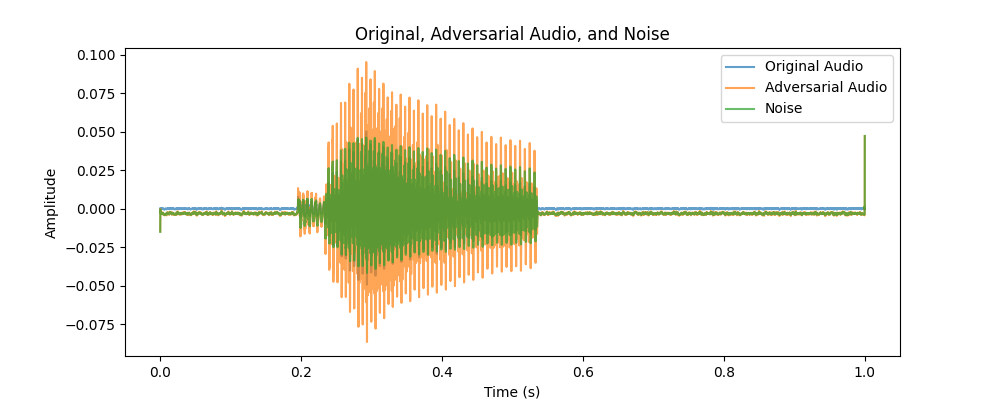 Original, Adversarial Audio, and Noise
Original Audio
Adversarial Audio
Noise
Amplitude
0.100
0.075
0.050
0.025
0.000
−0.025
−0.050
−0.075
0.0 0.2 0.4 0.6 0.8 1.0
Time (s)